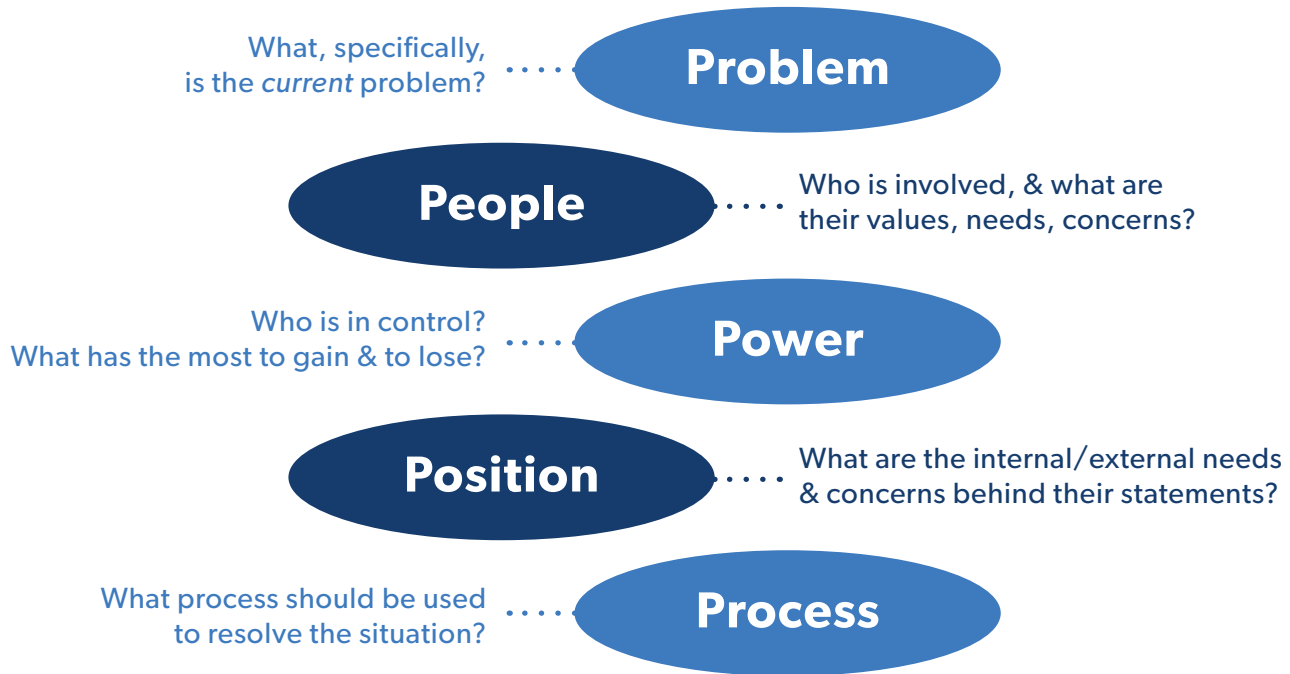 What, specifically,
is the current problem?
Problem
People
Who is involved, & what are
their values, needs, concerns?
Who is in control?
What has the most to gain & to lose?
Power
Position
What are the internal/external needs
& concerns behind their statements?
What process should be used
to resolve the situation?
Process